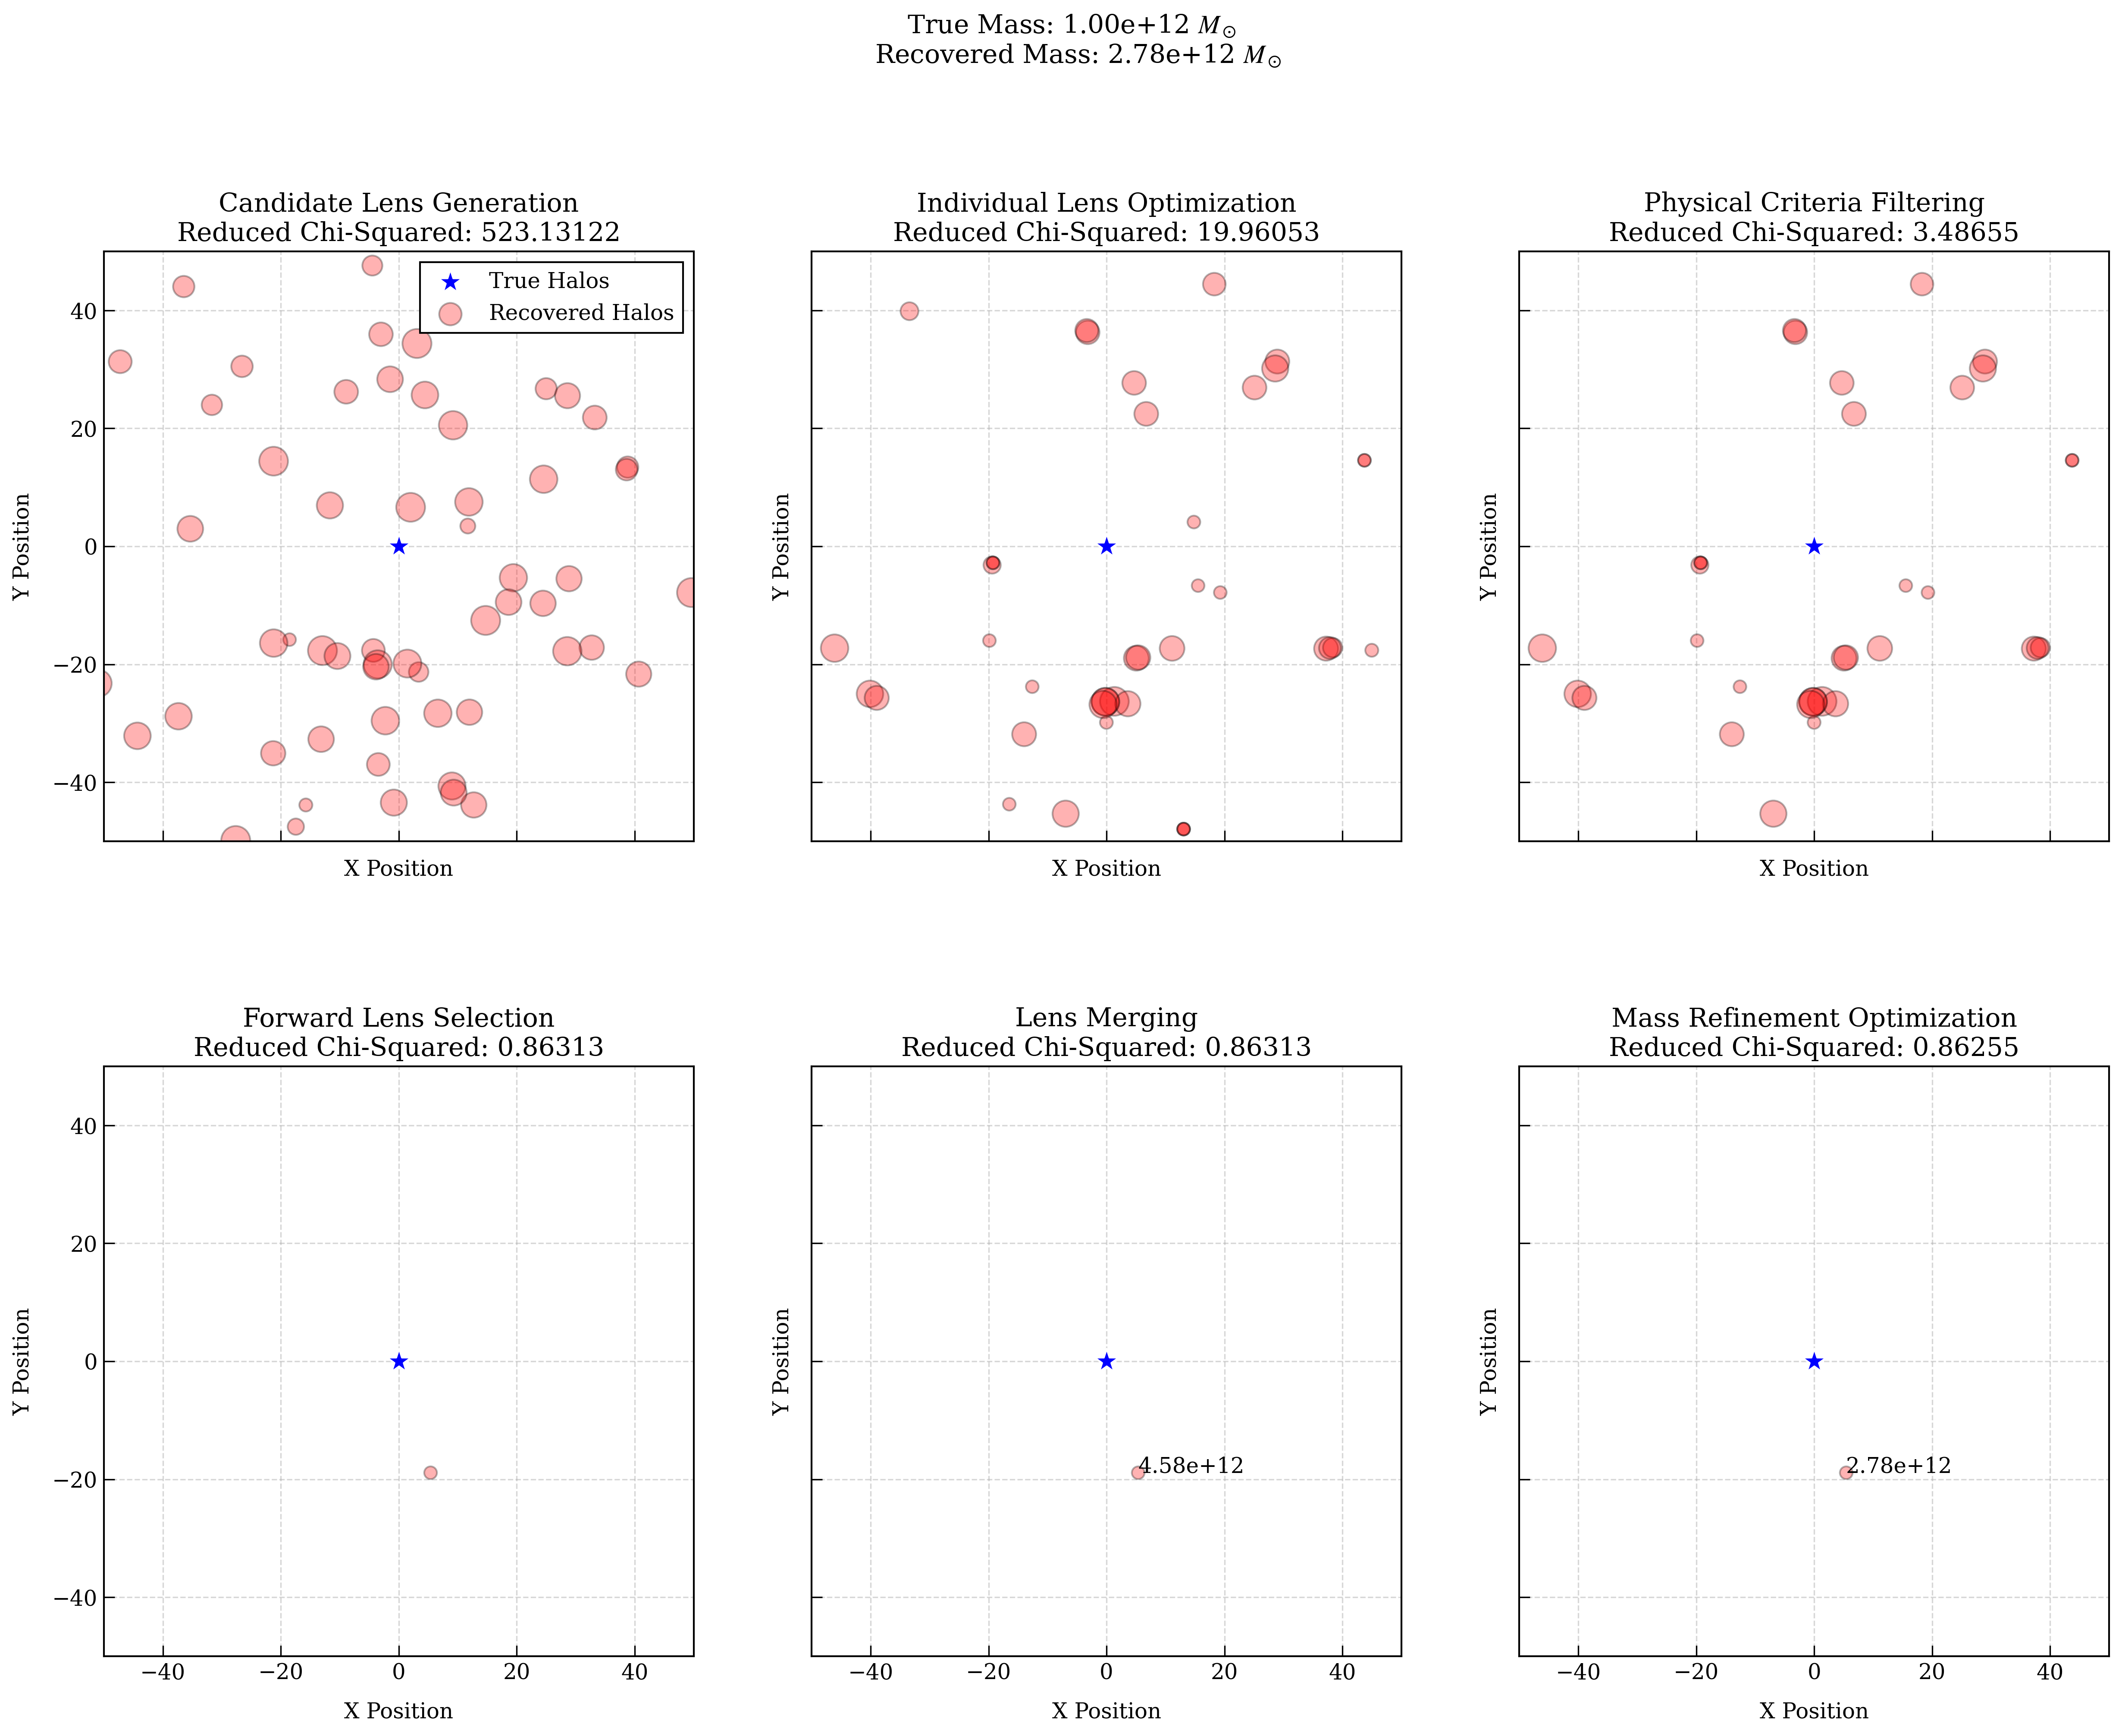 True Mass: 1.00e+12 M⊙
Recovered Mass: 2.78e+12 M⊙
Candidate Lens Generation
Reduced Chi-Squared: 523.13122
True Halos
Recovered Halos
40
20
0
−20
−40
Y Position
X Position
Individual Lens Optimization
Reduced Chi-Squared: 19.96053
Y Position
X Position
Physical Criteria Filtering
Reduced Chi-Squared: 3.48655
Y Position
X Position
Forward Lens Selection
Reduced Chi-Squared: 0.86313
40
20
0
−20
−40
Y Position
−40 −20 0 20 40
X Position
Lens Merging
Reduced Chi-Squared: 0.86313
4.58e+12
Y Position
−40 −20 0 20 40
X Position
Mass Refinement Optimization
Reduced Chi-Squared: 0.86255
2.78e+12
Y Position
−40 −20 0 20 40
X Position